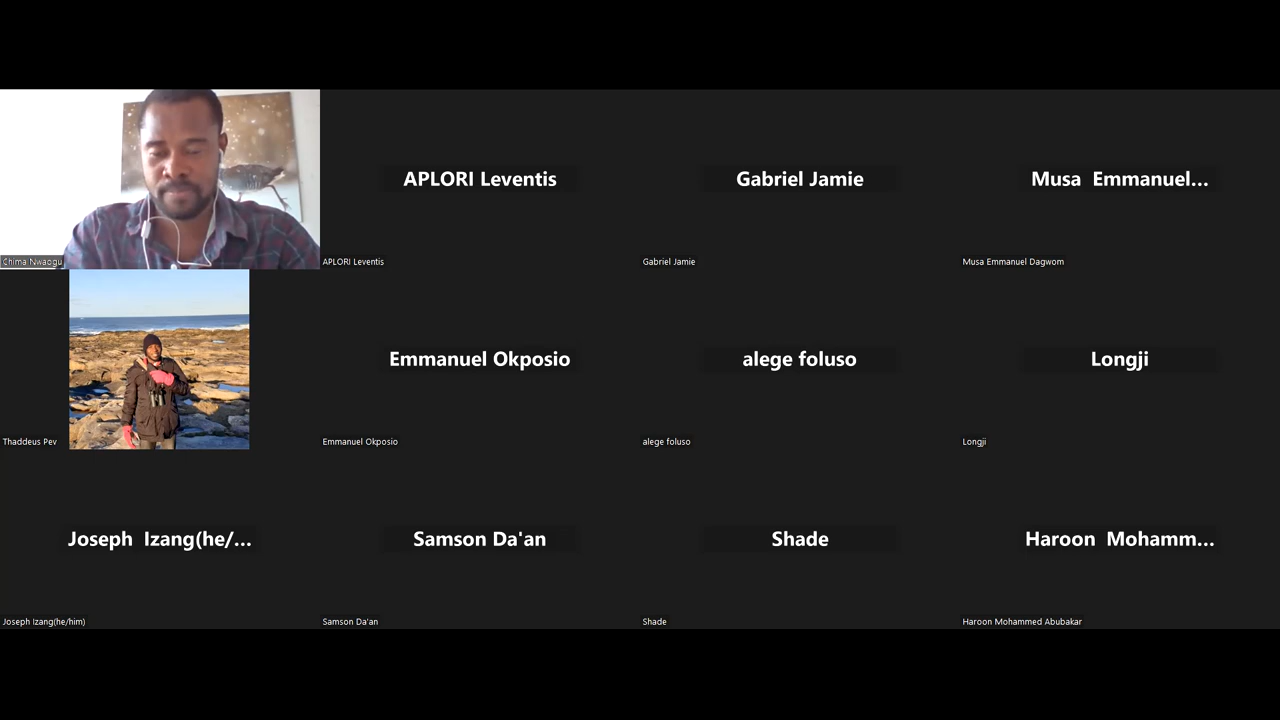 Chima Nwaogu
APLORI Leventis
APLORI Leventis
Gabriel Jamie
Gabriel Jamie
Musa Emmanuel...
Musa Emmanuel Dagwom
Thaddeus Pev
Emmanuel Okposio
Emmanuel Okposio
alege foluso
alege foluso
Longji
Longji
Joseph Izang(he/...
Joseph Izang(he/him)
Samson Da'an
Samson Da'an
Shade
Shade
Haroon Mohamm...
Haroon Mohammed Abubakar